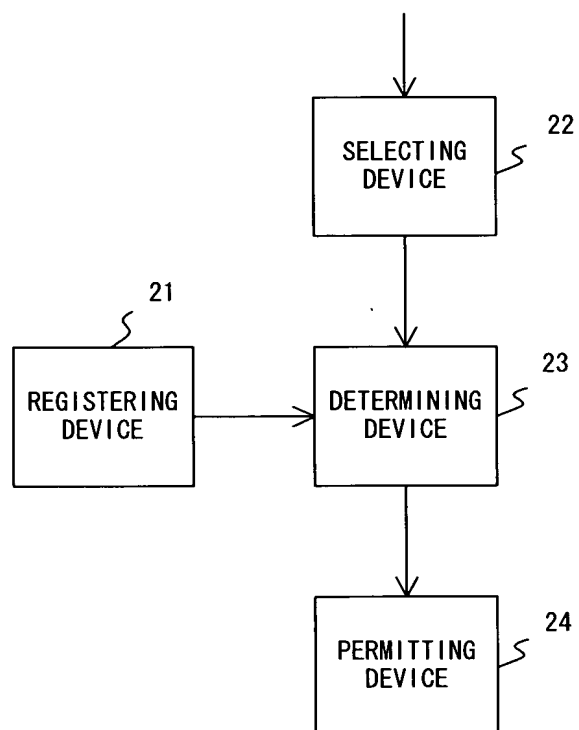 22
SELECTING
DEVICE
21
23
REGISTERING
DEVICE
DETERMINING
DEVICE
24
PERMITTING
DEVICE